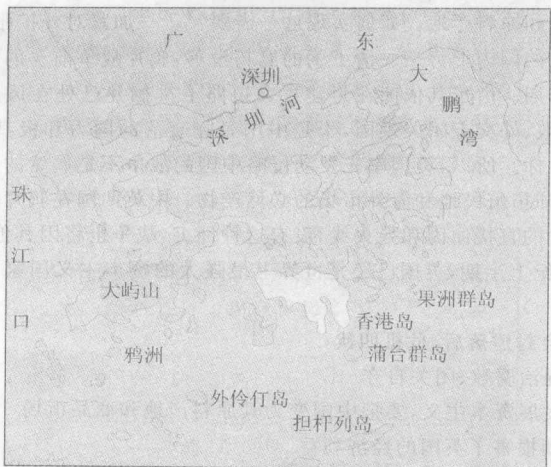 广 东
深圳
大鹏湾
深圳河
珠江口
大屿山
果洲群岛
香港岛
鸦洲
蒲台群岛
外伶仃岛
担杆列岛